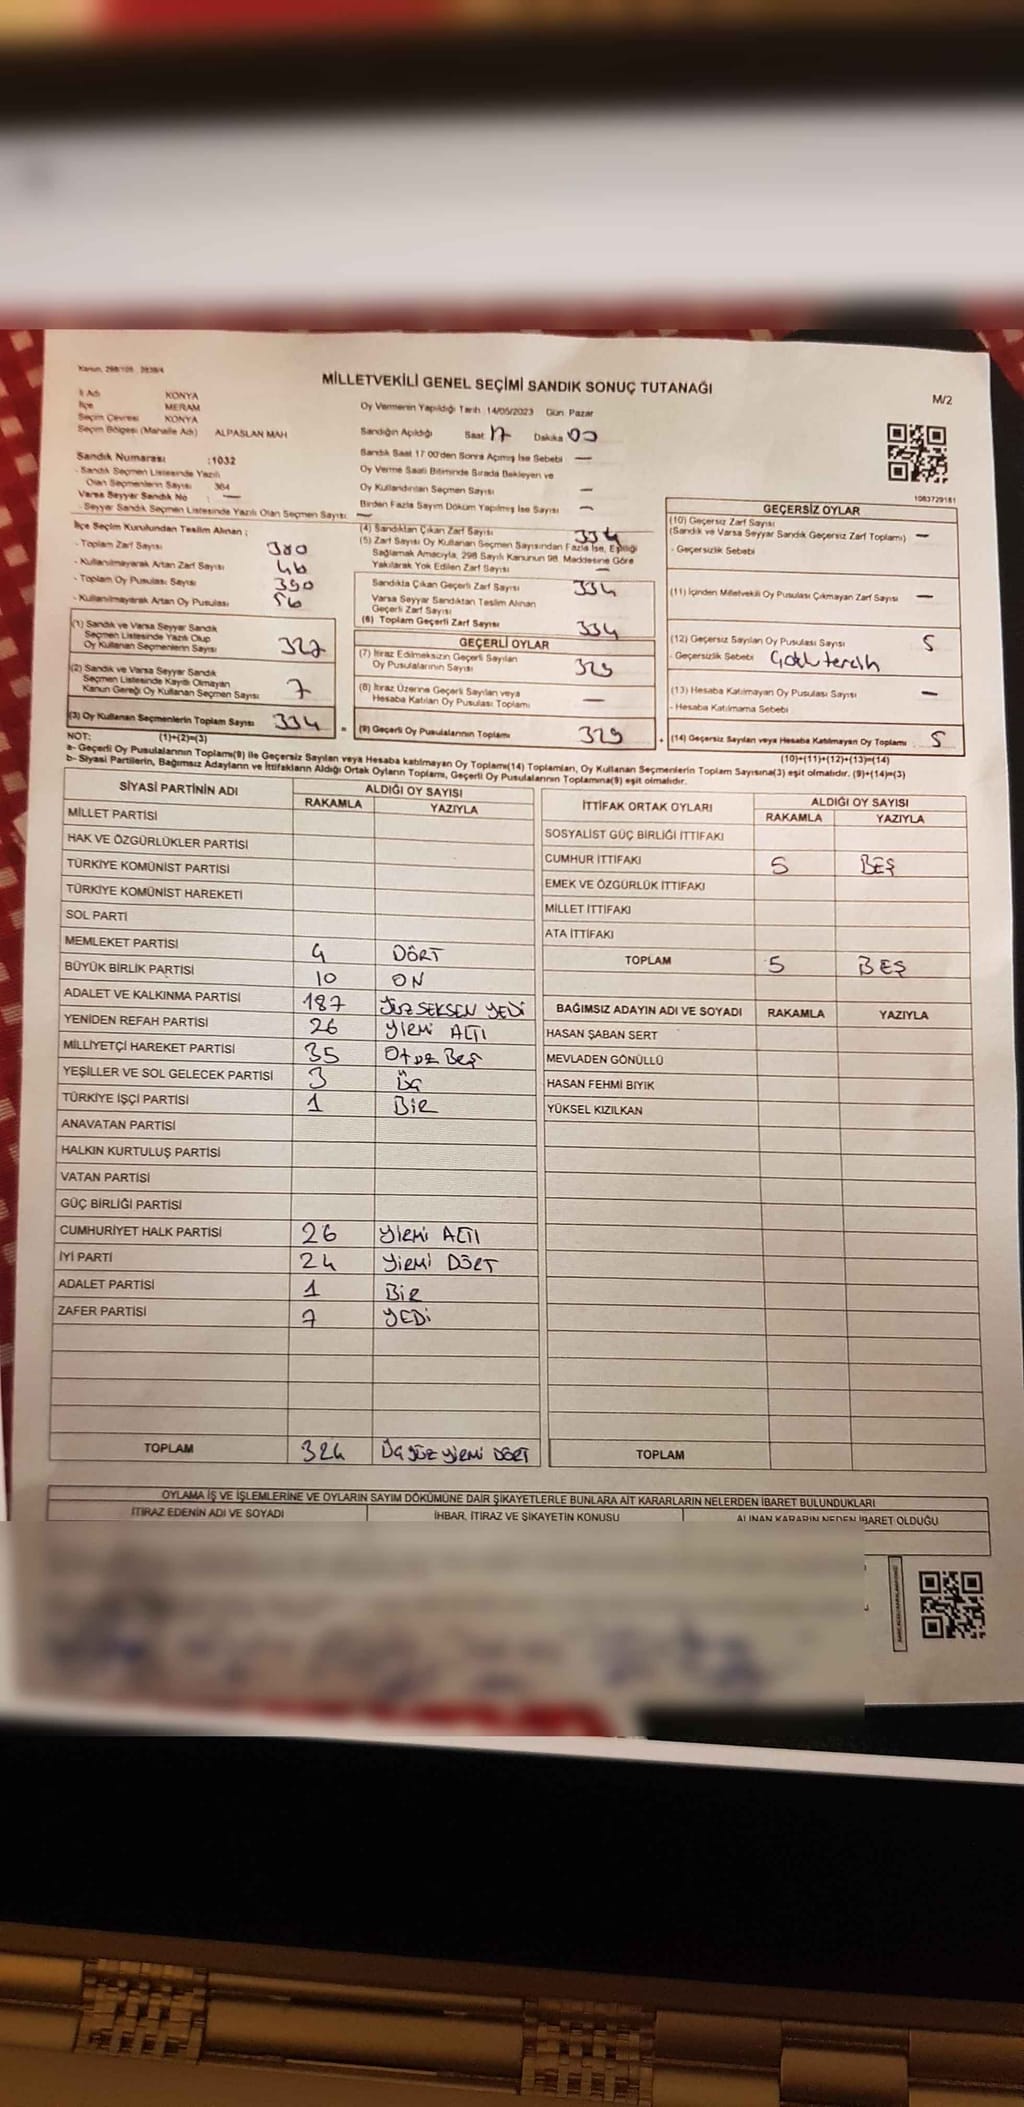 Kanun, 298/105 2839/4
MİLLETVEKİLİ GENEL SEÇİMİ SANDIK SONUÇ TUTANAĞI
M/2
İl Adı KONYA
İlçe MERAM
Seçim Çevresi KONYA
Seçim Bölgesi (Mahalle Adı) ALPASLAN MAH
Oy Vermenin Yapıldığı Tarih :14/05/2023 Gün: Pazar
Sandığın Açıldığı Saat 17 Dakika 00
Sandık Saat 17.00'den Sonra Açılmış İse Sebebi —
Oy Verme Saati Bitiminde Sırada Bekleyen ve
Oy Kullandırılan Seçmen Sayısı —
Birden Fazla Sayım Döküm Yapılmış İse Sayısı —
Sandık Numarası :1032
- Sandık Seçmen Listesinde Yazılı
Olan Seçmenlerin Sayısı 364
Varsa Seyyar Sandık No : —
- Seyyar Sandık Seçmen Listesinde Yazılı Olan Seçmen Sayısı: —
1083729181
İlçe Seçim Kurulundan Teslim Alınan ;
- Toplam Zarf Sayısı 380
- Kullanılmayarak Artan Zarf Sayısı 46
- Toplam Oy Pusulası Sayısı 390
- Kullanılmayarak Artan Oy Pusulası 56
(1) Sandık ve Varsa Seyyar Sandık
Seçmen Listesinde Yazılı Olup
Oy Kullanan Seçmenlerin Sayısı 327
(2) Sandık ve Varsa Seyyar Sandık
Seçmen Listesinde Kayıtlı Olmayan
Kanun Gereği Oy Kullanan Seçmen Sayısı 7
(3) Oy Kullanan Seçmenlerin Toplam Sayısı 334
(1)+(2)=(3)
(4) Sandıktan Çıkan Zarf Sayısı 334
(5) Zarf Sayısı Oy Kullanan Seçmen Sayısından Fazla İse, Eşitliği
Sağlamak Amacıyla, 298 Sayılı Kanunun 98. Maddesine Göre
Yakılarak Yok Edilen Zarf Sayısı —
Sandıkta Çıkan Geçerli Zarf Sayısı 334
Varsa Seyyar Sandıktan Teslim Alınan
Geçerli Zarf Sayısı
(6) Toplam Geçerli Zarf Sayısı 334
GEÇERLİ OYLAR
(7) İtiraz Edilmeksizin Geçerli Sayılan
Oy Pusulalarının Sayısı 329
(8) İtiraz Üzerine Geçerli Sayılan veya
Hesaba Katılan Oy Pusulası Toplamı —
= (9) Geçerli Oy Pusulalarının Toplamı 329
GEÇERSİZ OYLAR
(10) Geçersiz Zarf Sayısı
(Sandık ve Varsa Seyyar Sandık Geçersiz Zarf Toplamı) —
- Geçersizlik Sebebi
(11) İçinden Milletvekili Oy Pusulası Çıkmayan Zarf Sayısı —
(12) Geçersiz Sayılan Oy Pusulası Sayısı 5
- Geçersizlik Sebebi Çoklu tercih
(13) Hesaba Katılmayan Oy Pusulası Sayısı —
- Hesaba Katılmama Sebebi
+ (14) Geçersiz Sayılan veya Hesaba Katılmayan Oy Toplamı 5
(10)+(11)+(12)+(13)=(14)
NOT:
a- Geçerli Oy Pusulalarının Toplamı(9) ile Geçersiz Sayılan veya Hesaba katılmayan Oy Toplamı(14) Toplamları, Oy Kullanan Seçmenlerin Toplam Sayısına(3) eşit olmalıdır. (9)+(14)=(3)
b- Siyasi Partilerin, Bağımsız Adayların ve İttifakların Aldığı Ortak Oyların Toplamı, Geçerli Oy Pusulalarının Toplamına(9) eşit olmalıdır.
SİYASİ PARTİNİN ADI ALDIĞI OY SAYISI
RAKAMLA YAZIYLA
MİLLET PARTİSİ
HAK VE ÖZGÜRLÜKLER PARTİSİ
TÜRKİYE KOMÜNİST PARTİSİ
TÜRKİYE KOMÜNİST HAREKETİ
SOL PARTİ
MEMLEKET PARTİSİ 4 DÖRT
BÜYÜK BİRLİK PARTİSİ 10 ON
ADALET VE KALKINMA PARTİSİ 187 YÜZ SEKSEN YEDİ
YENİDEN REFAH PARTİSİ 26 YİRMİ ALTI
MİLLİYETÇİ HAREKET PARTİSİ 35 Otuz Beş
YEŞİLLER VE SOL GELECEK PARTİSİ 3 ÜÇ
TÜRKİYE İŞÇİ PARTİSİ 1 BİR
ANAVATAN PARTİSİ
HALKIN KURTULUŞ PARTİSİ
VATAN PARTİSİ
GÜÇ BİRLİĞİ PARTİSİ
CUMHURİYET HALK PARTİSİ 26 YİRMİ ALTI
İYİ PARTİ 24 YİRMİ DÖRT
ADALET PARTİSİ 1 BİR
ZAFER PARTİSİ 7 YEDİ
TOPLAM 324 ÜÇ YÜZ YİRMİ DÖRT
İTTİFAK ORTAK OYLARI ALDIĞI OY SAYISI
RAKAMLA YAZIYLA
SOSYALİST GÜÇ BİRLİĞİ İTTİFAKI
CUMHUR İTTİFAKI 5 BEŞ
EMEK VE ÖZGÜRLÜK İTTİFAKI
MİLLET İTTİFAKI
ATA İTTİFAKI
TOPLAM 5 BEŞ
BAĞIMSIZ ADAYIN ADI VE SOYADI RAKAMLA YAZIYLA
HASAN ŞABAN SERT
MEVLADEN GÖNÜLLÜ
HASAN FEHMİ BIYIK
YÜKSEL KIZILKAN
TOPLAM
OYLAMA İŞ VE İŞLEMLERİNE VE OYLARIN SAYIM DÖKÜMÜNE DAİR ŞİKAYETLERLE BUNLARA AİT KARARLARIN NELERDEN İBARET BULUNDUKLARI
İTİRAZ EDENİN ADI VE SOYADI İHBAR, İTİRAZ VE ŞİKAYETİN KONUSU ALINAN KARARIN NEDEN İBARET OLDUĞU